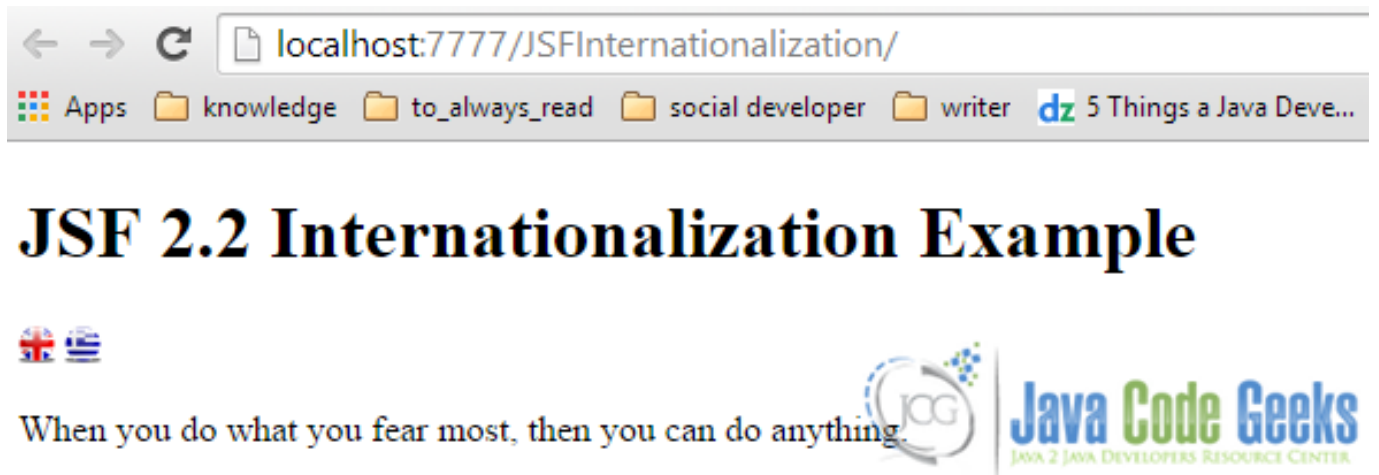 localhost:7777/JSFInternationalization/
Apps knowledge to_always_read social developer writer dz 5 Things a Java Deve...
JSF 2.2 Internationalization Example
When you do what you fear most, then you can do anything.
JCG
Java Code Geeks
JAVA 2 JAVA DEVELOPERS RESOURCE CENTER